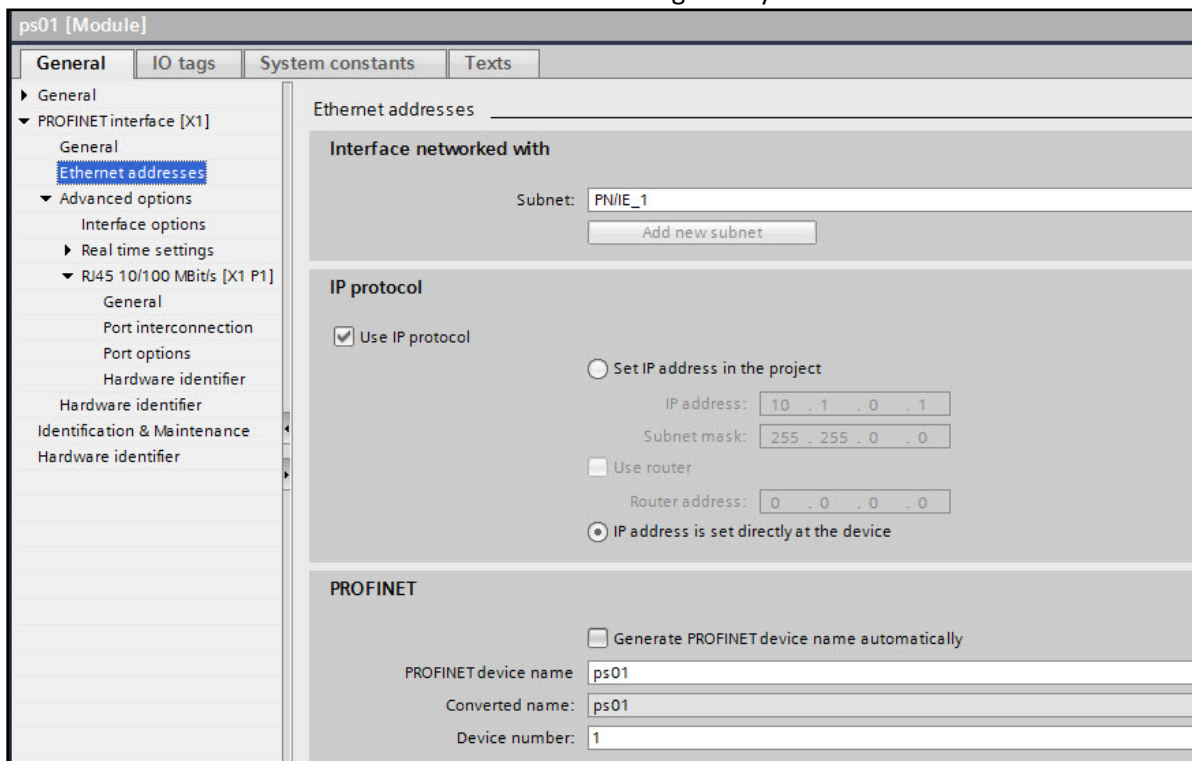 ps01 [Module]
General IO tags System constants Texts
General
PROFINET interface [X1]
General
Ethernet addresses
Advanced options
Interface options
Real time settings
RJ45 10/100 MBit/s [X1 P1]
General
Port interconnection
Port options
Hardware identifier
Hardware identifier
Identification & Maintenance
Hardware identifier
Ethernet addresses
Interface networked with
Subnet: PN/IE_1
Add new subnet
IP protocol
Use IP protocol
Set IP address in the project
IP address: 10 . 1 . 0 . 1
Subnet mask: 255 . 255 . 0 . 0
Use router
Router address: 0 . 0 . 0 . 0
IP address is set directly at the device
PROFINET
Generate PROFINET device name automatically
PROFINET device name ps01
Converted name: ps01
Device number: 1